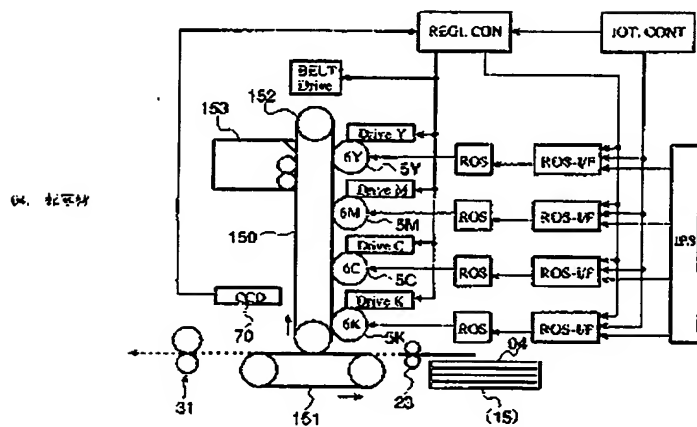 REGI. CON
IOT. CONT
BELT
Drive
152
153
Drive Y
6Y
5Y
ROS
ROS-I/F
Drive M
6M
5M
ROS
ROS-I/F
150
IPS
Drive C
6C
5C
ROS
ROS-I/F
Drive K
70
6K
5K
ROS
ROS-I/F
04
31
151
23
(15)